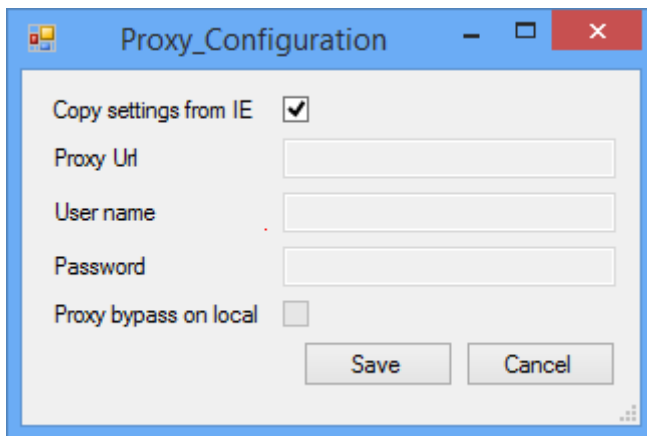 Proxy_Configuration
Copy settings from IE
Proxy Url
User name
Password
Proxy bypass on local
Save Cancel